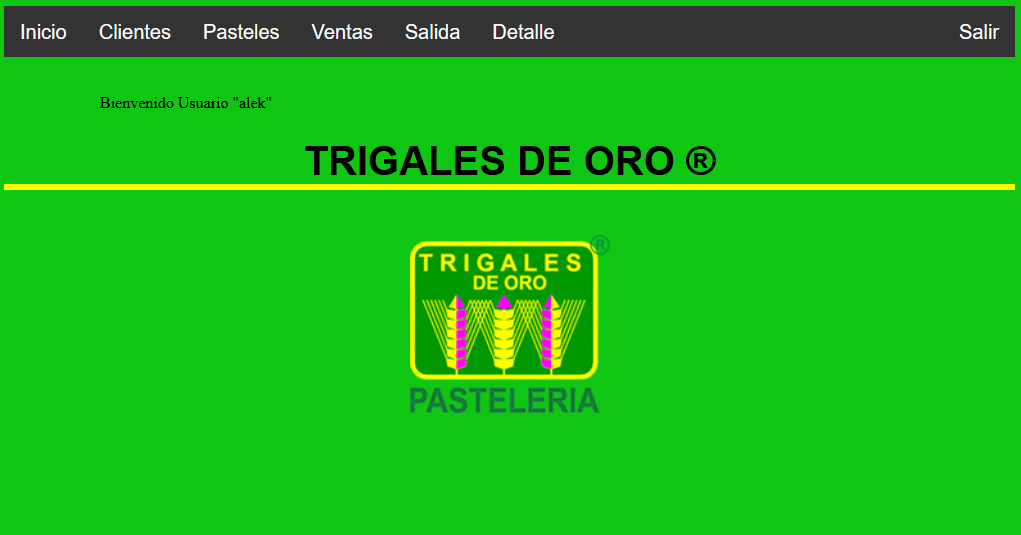 Inicio Clientes Pasteles Ventas Salida Detalle Salir
Bienvenido Usuario "alek"
TRIGALES DE ORO ®
®
TRIGALES
DE ORO
PASTELERIA